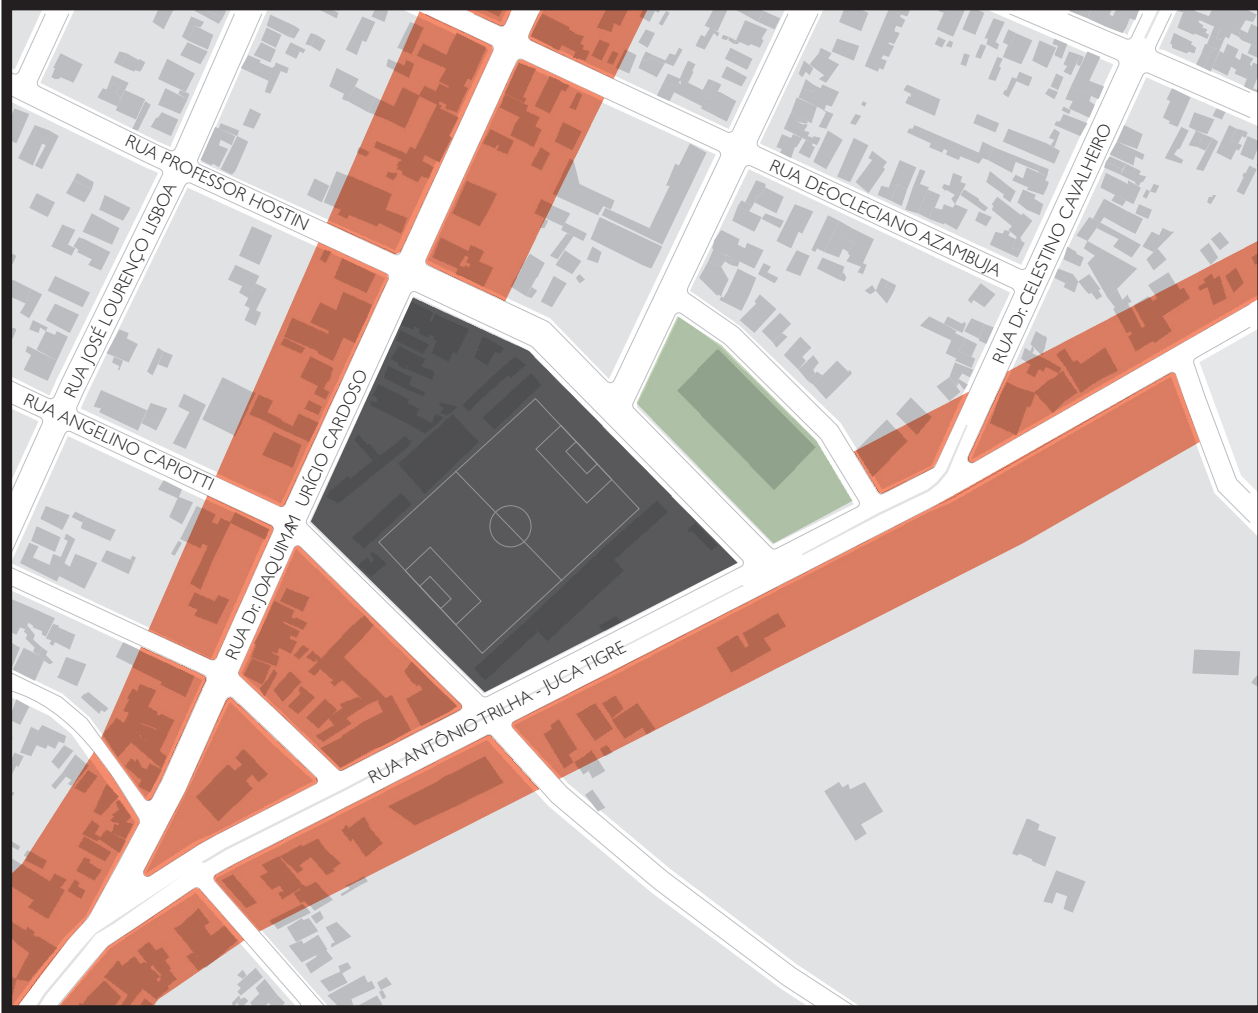 RUA PROFESSOR HOSTIN
RUA DEOCLECIANO AZAMBUJA
RUA Dr. CELESTINO CAVALHEIRO
RUA JOSÉ LOURENÇO LISBOA
RUA ANGELINO CAPIOTTI
RUA Dr. JOAQUIM MAURÍCIO CARDOSO
RUA ANTÔNIO TRILHA - JUCA TIGRE